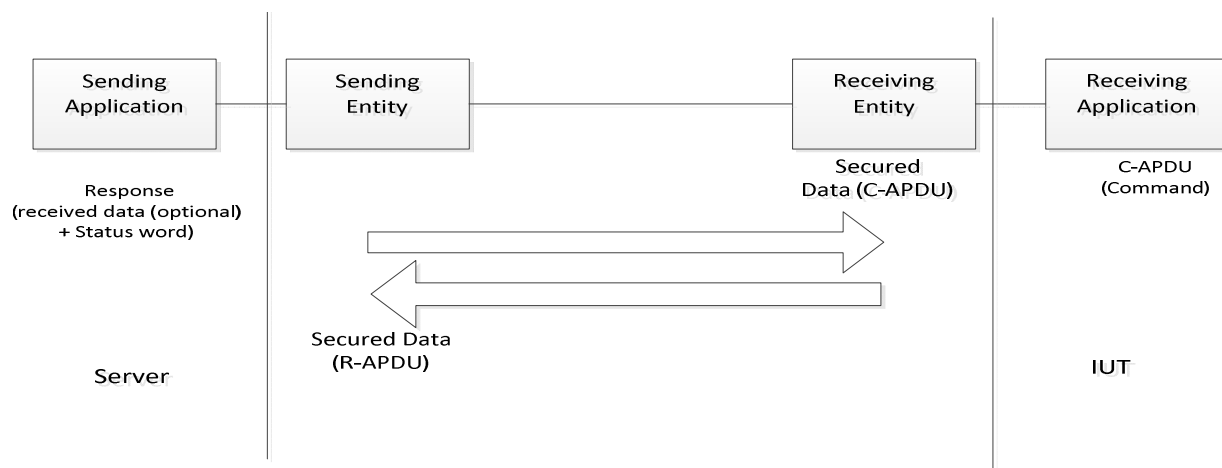 Sending
Application
Sending
Entity
Receiving
Entity
Receiving
Application
Response
(received data (optional)
+ Status word)
Secured
Data (C-APDU)
C-APDU
(Command)
Secured Data
(R-APDU)
Server
IUT